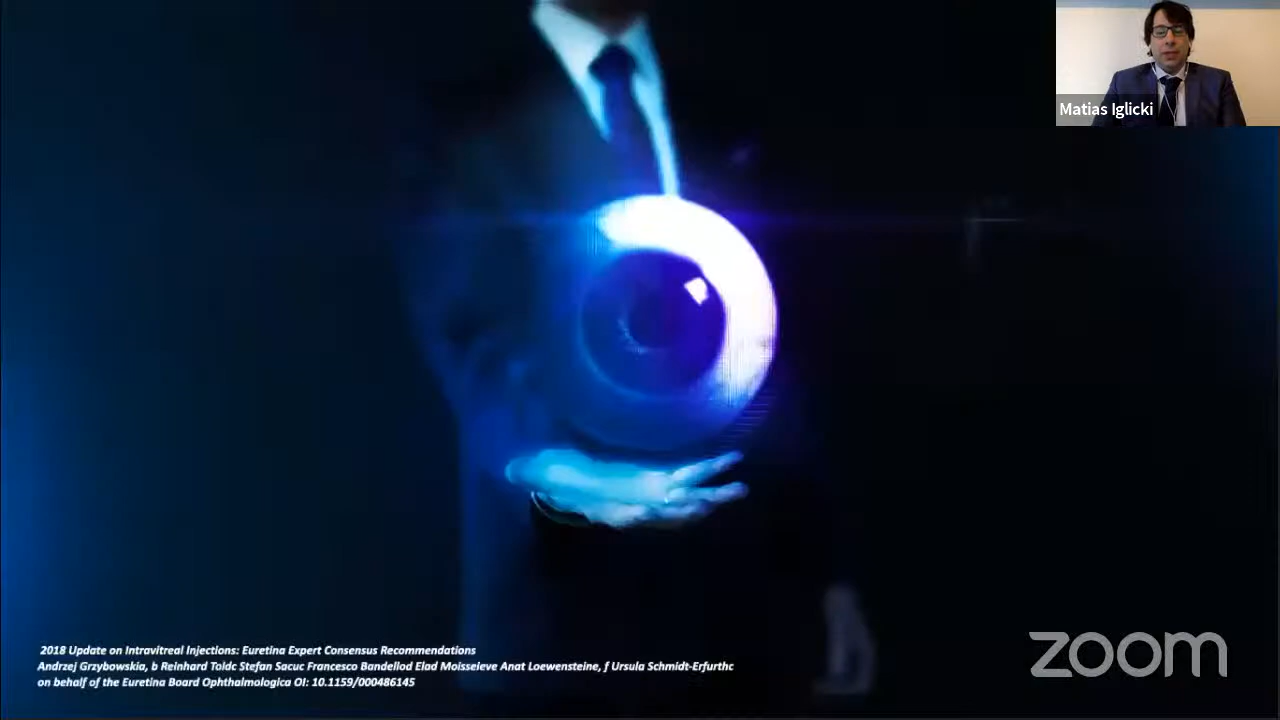 Matias Iglicki
2018 Update on Intravitreal Injections: Euretina Expert Consensus Recommendations
Andrzej Grzybowskia, b Reinhard Toldc Stefan Sacuc Francesco Bandellod Elad Moisseieve Anat Loewensteine, f Ursula Schmidt-Erfurthc
on behalf of the Euretina Board Ophthalmologica OI: 10.1159/000486145
zoom